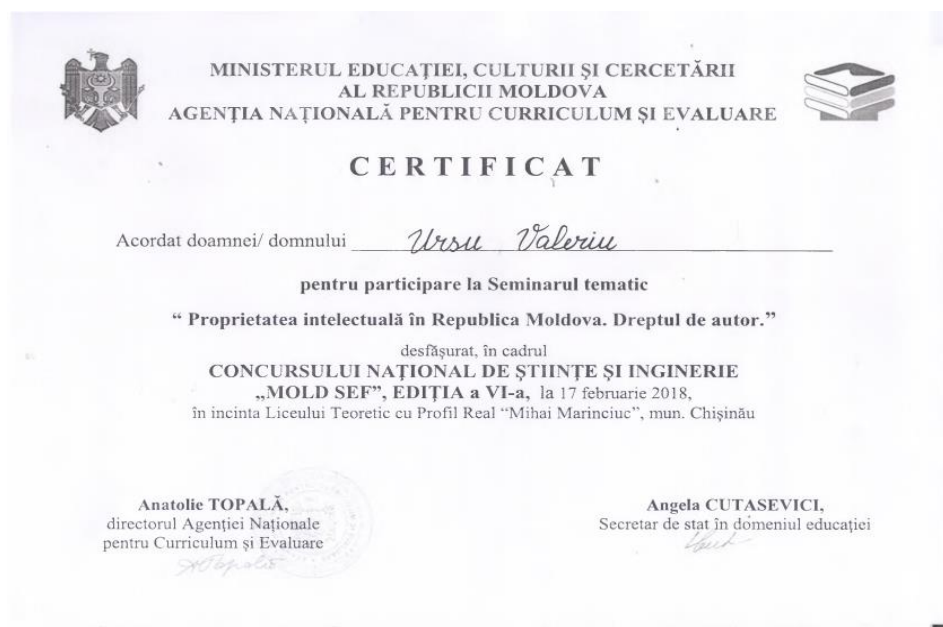 MINISTERUL EDUCAŢIEI, CULTURII ŞI CERCETĂRII
AL REPUBLICII MOLDOVA
AGENŢIA NAŢIONALĂ PENTRU CURRICULUM ŞI EVALUARE
CERTIFICAT
Acordat doamnei/ domnului Ursu Valeriu
pentru participare la Seminarul tematic
“ Proprietatea intelectuală în Republica Moldova. Dreptul de autor.”
desfăşurat, în cadrul
CONCURSULUI NAŢIONAL DE ŞTIINŢE ŞI INGINERIE
„MOLD SEF”, EDIŢIA a VI-a, la 17 februarie 2018,
în incinta Liceului Teoretic cu Profil Real “Mihai Marinciuc”, mun. Chişinău
Anatolie TOPALĂ,
directorul Agenţiei Naţionale
pentru Curriculum şi Evaluare
Angela CUTASEVICI,
Secretar de stat în domeniul educaţiei